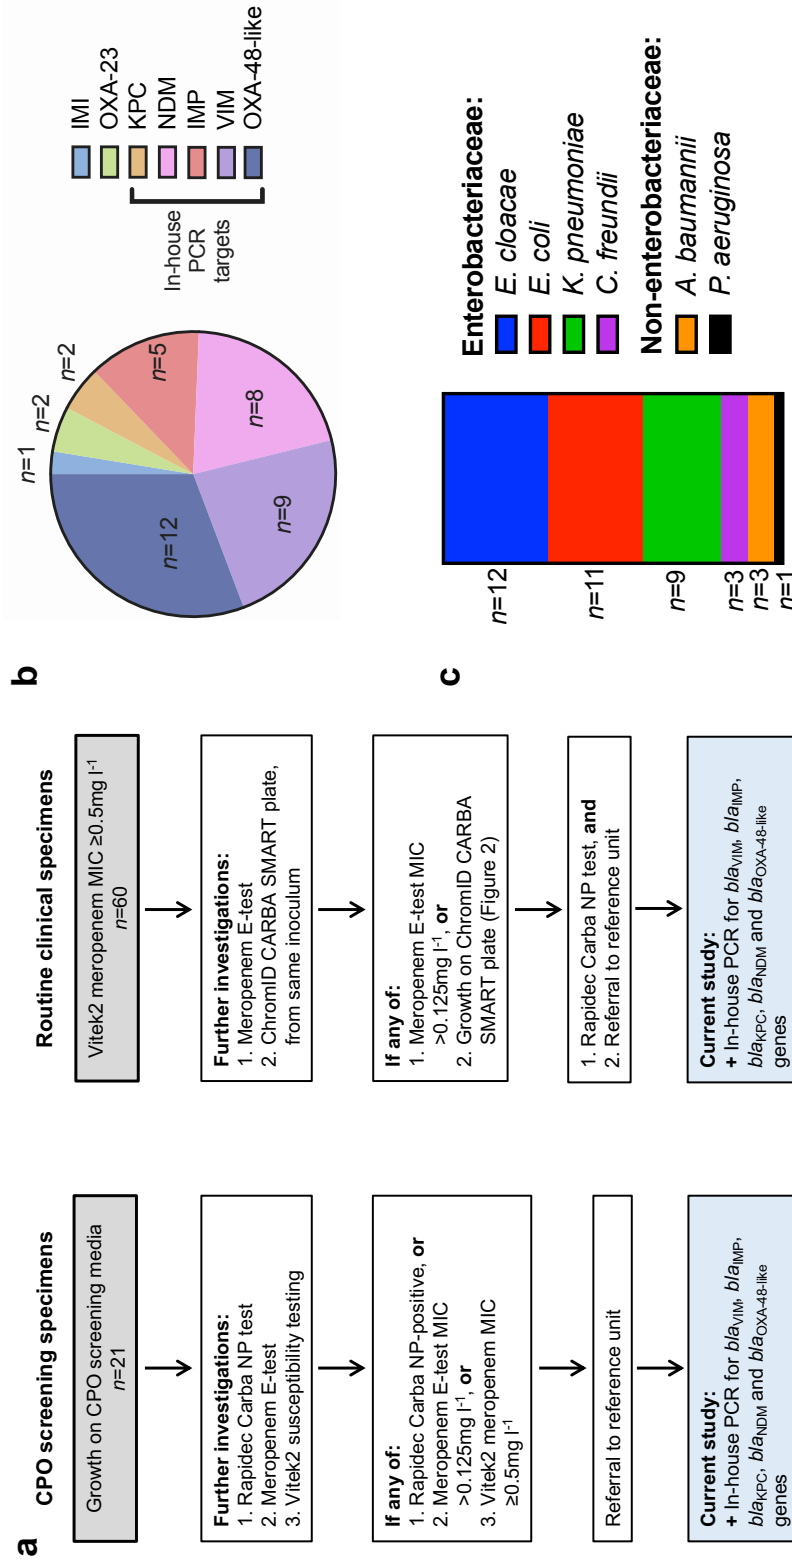 a
CPO screening specimens
Growth on CPO screening media
n=21
Further investigations:
1. Rapidec Carba NP test
2. Meropenem E-test
3. Vitek2 susceptibility testing
If any of:
1. Rapidec Carba NP-positive, or
2. Meropenem E-test MIC
>0.125mg l-1, or
3. Vitek2 meropenem MIC
≥0.5mg l-1
Referral to reference unit
Current study:
+ In-house PCR for blaVIM, blaIMP,
blaKPC, blaNDM and blaOXA-48-like
genes
Routine clinical specimens
Vitek2 meropenem MIC ≥0.5mg l-1
n=60
Further investigations:
1. Meropenem E-test
2. ChromID CARBA SMART plate,
from same inoculum
If any of:
1. Meropenem E-test MIC
>0.125mg l-1, or
2. Growth on ChromID CARBA
SMART plate (Figure 2)
1. Rapidec Carba NP test, and
2. Referral to reference unit
Current study:
+ In-house PCR for blaVIM, blaIMP,
blaKPC, blaNDM and blaOXA-48-like
genes
b
n=1
n=2
n=2
n=5
n=8
n=9
n=12
In-house
PCR
targets
IMI
OXA-23
KPC
NDM
IMP
VIM
OXA-48-like
c
n=12
n=11
n=9
n=3
n=3
n=1
Enterobacteriaceae:
E. cloacae
E. coli
K. pneumoniae
C. freundii
Non-enterobacteriaceae:
A. baumannii
P. aeruginosa